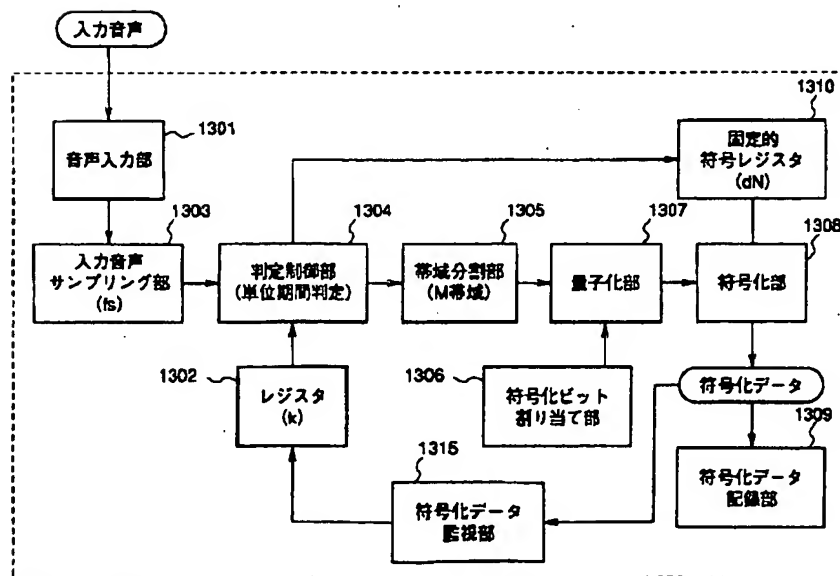 入力音声
1301
音声入力部
1310
固定的
符号レジスタ
(dN)
1303
入力音声
サンプリング部
(fs)
1304
判定制御部
(単位期間判定)
1305
帯域分割部
(M帯域)
1307
量子化部
1308
符号化部
1302
レジスタ
(k)
1306
符号化ビット
割り当て部
符号化データ
1309
符号化データ
記録部
1315
符号化データ
監視部